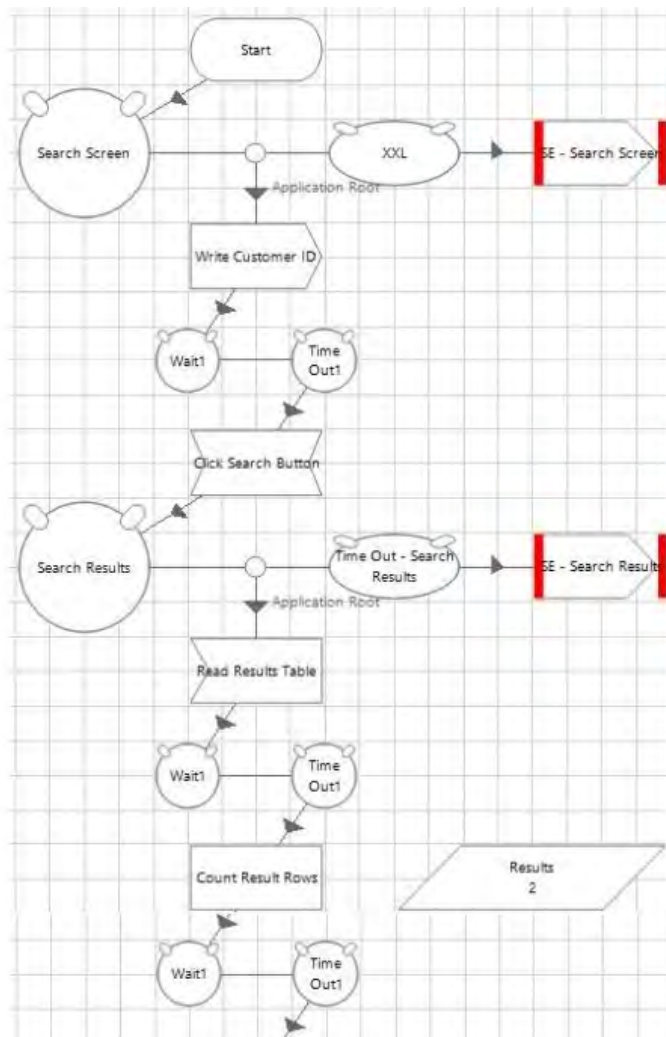 Start
Search Screen
XXL
SE - Search Screen
Application Root
Write Customer ID
Wait1
Time
Out1
Click Search Button
Search Results
Time Out - Search
Results
SE - Search Results
Application Root
Read Results Table
Wait1
Time
Out1
Count Result Rows
Results
2
Wait1
Time
Out1